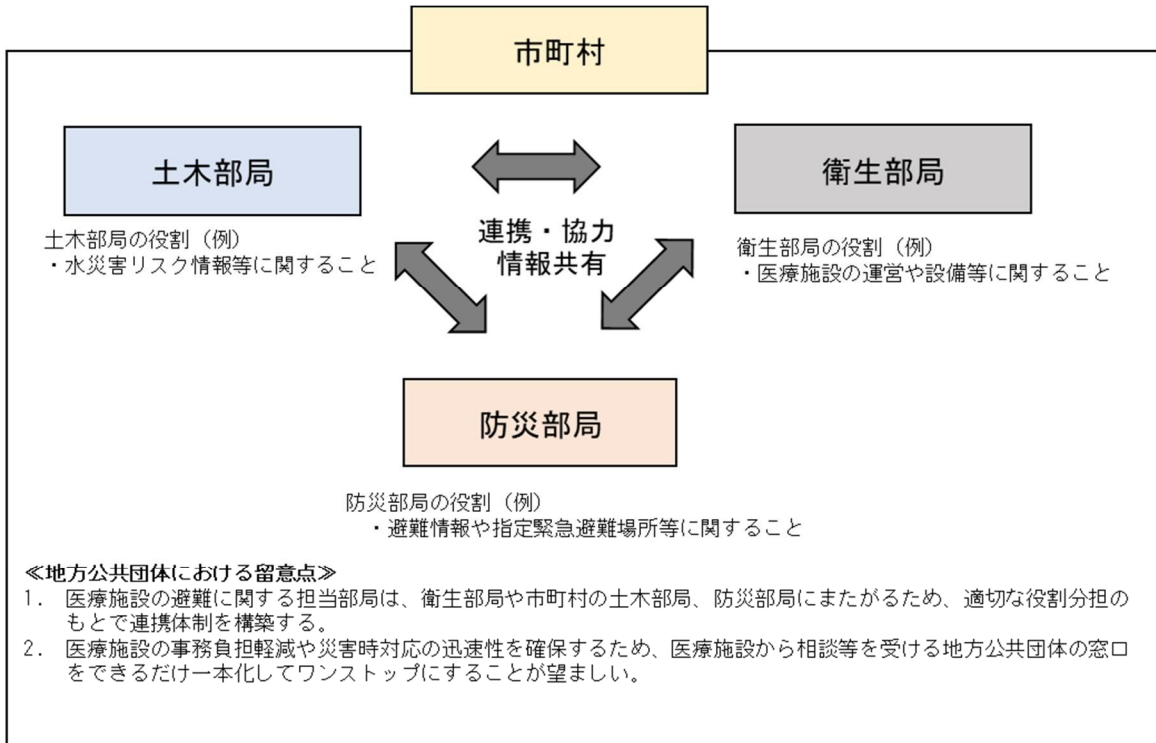 市町村
土木部局
衛生部局
土木部局の役割（例）
・水災害リスク情報等に関すること
連携・協力
情報共有
衛生部局の役割（例）
・医療施設の運営や設備等に関すること
防災部局
防災部局の役割（例）
・避難情報や指定緊急避難場所等に関すること
≪地方公共団体における留意点≫
1. 医療施設の避難に関する担当部局は、衛生部局や市町村の土木部局、防災部局にまたがるため、適切な役割分担の
もとで連携体制を構築する。
2. 医療施設の事務負担軽減や災害時対応の迅速性を確保するため、医療施設から相談等を受ける地方公共団体の窓口
をできるだけ一本化してワンストップにすることが望ましい。